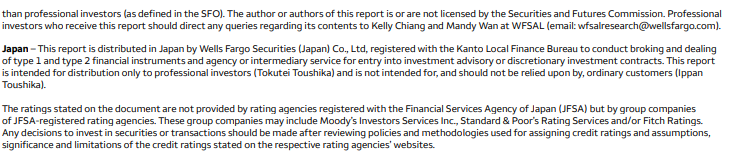 than professional investors (as defined in the SFO). The author or authors of this report is or are not licensed by the Securities and Futures Commission. Professional
investors who receive this report should direct any queries regarding its contents to Kelly Chiang and Mandy Wan at WFSAL (email: wfsalresearch@wellsfargo.com).
Japan – This report is distributed in Japan by Wells Fargo Securities (Japan) Co., Ltd, registered with the Kanto Local Finance Bureau to conduct broking and dealing
of type 1 and type 2 financial instruments and agency or intermediary service for entry into investment advisory or discretionary investment contracts. This report
is intended for distribution only to professional investors (Tokutei Toushika) and is not intended for, and should not be relied upon by, ordinary customers (Ippan
Toushika).
The ratings stated on the document are not provided by rating agencies registered with the Financial Services Agency of Japan (JFSA) but by group companies
of JFSA-registered rating agencies. These group companies may include Moody's Investors Services Inc., Standard & Poor's Rating Services and/or Fitch Ratings.
Any decisions to invest in securities or transactions should be made after reviewing policies and methodologies used for assigning credit ratings and assumptions,
significance and limitations of the credit ratings stated on the respective rating agencies' websites.